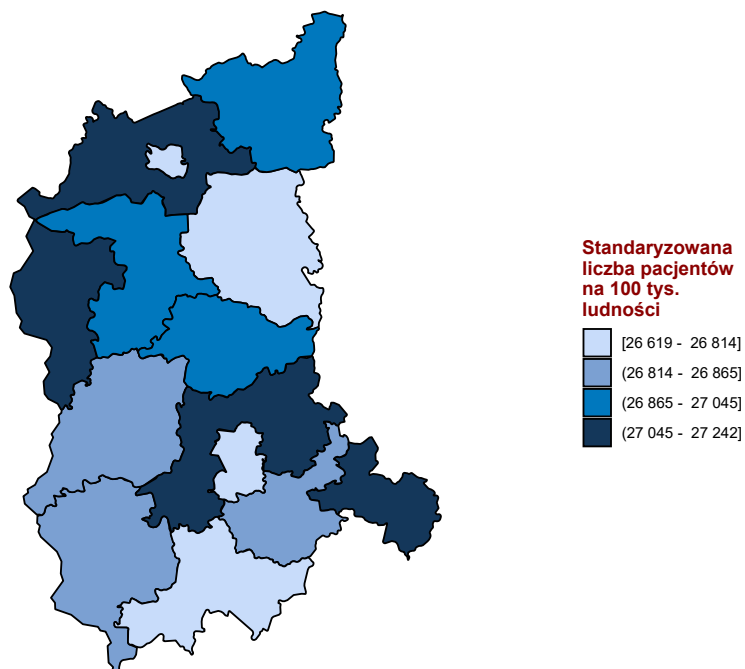 Standaryzowana
liczba pacjentów
na 100 tys.
ludności
[26 619 - 26 814]
(26 814 - 26 865]
(26 865 - 27 045]
(27 045 - 27 242]